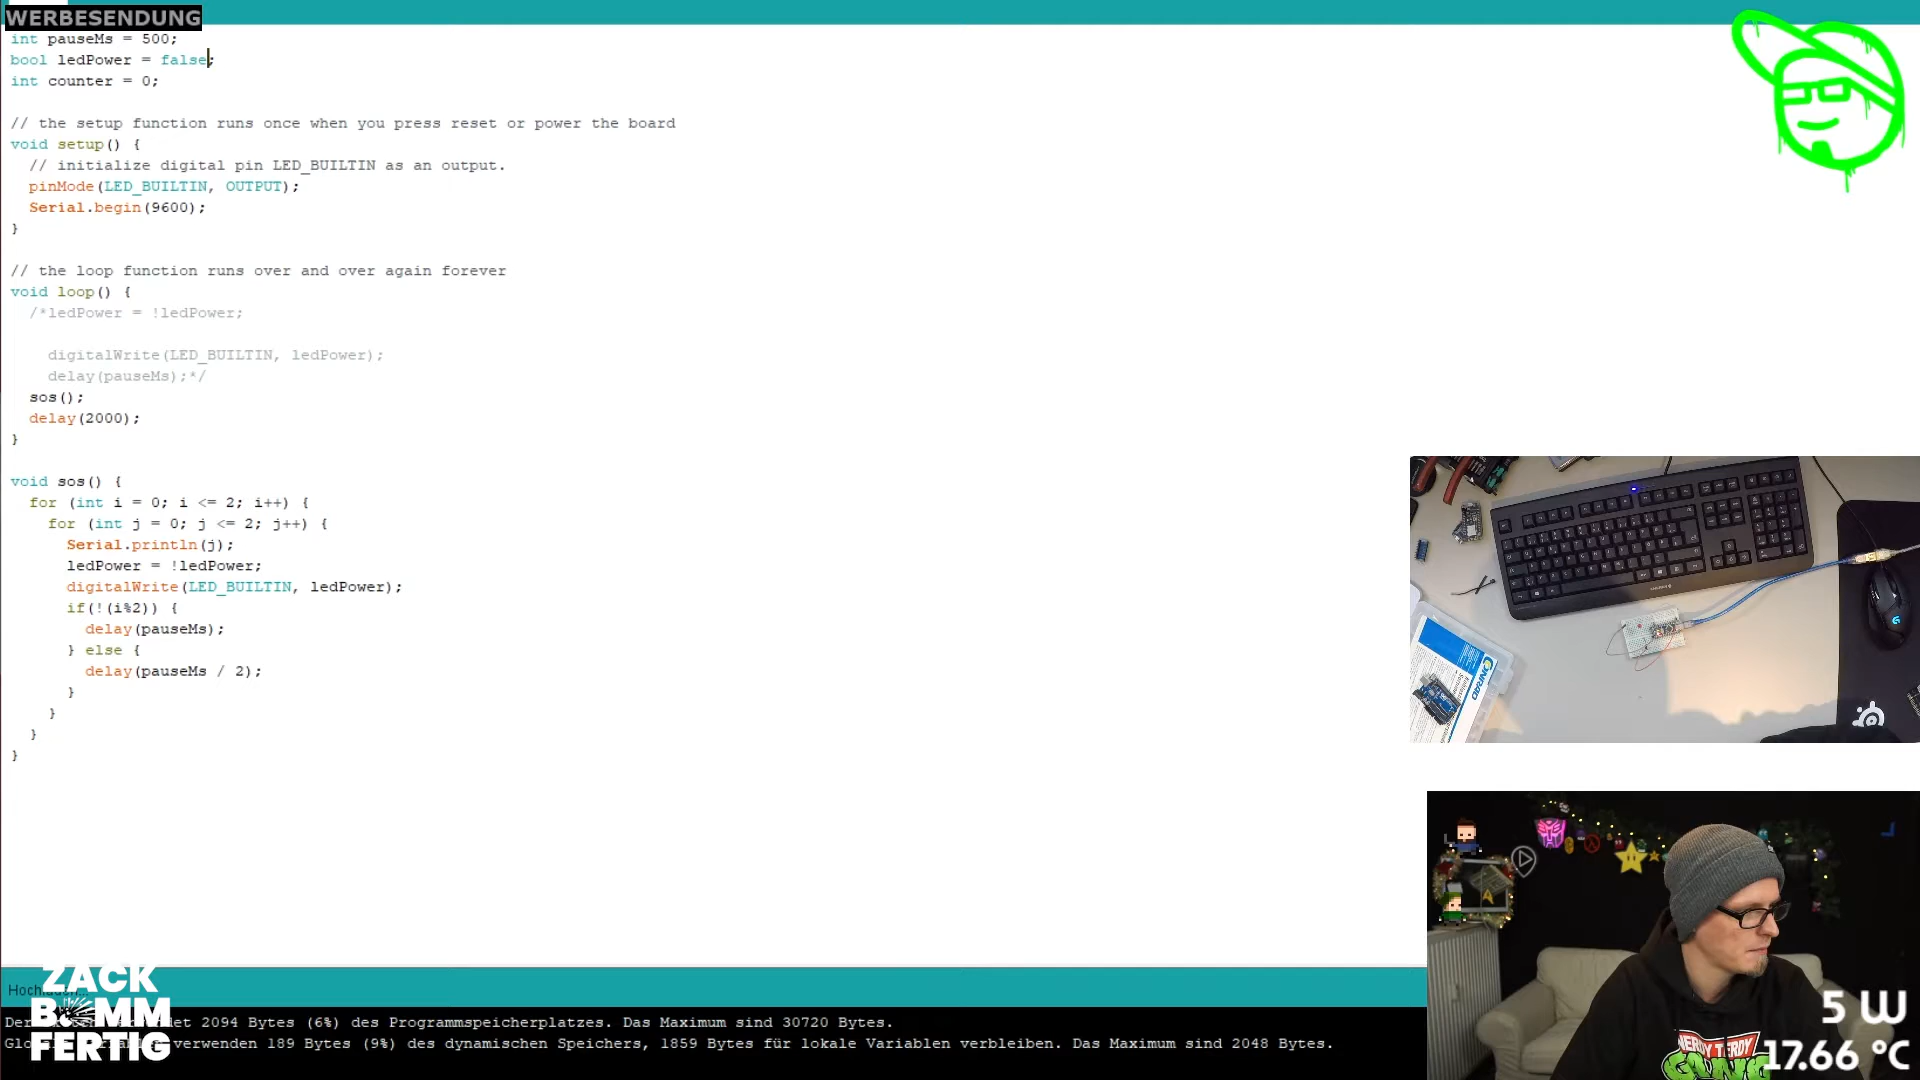 WERBESENDUNG
int pauseMs = 500;
bool ledPower = false;
int counter = 0;
// the setup function runs once when you press reset or power the board
void setup() {
// initialize digital pin LED_BUILTIN as an output.
pinMode(LED_BUILTIN, OUTPUT);
Serial.begin(9600);
}
// the loop function runs over and over again forever
void loop() {
/*ledPower = !ledPower;
digitalWrite(LED_BUILTIN, ledPower);
delay(pauseMs);*/
sos();
delay(2000);
}
void sos() {
for (int i = 0; i <= 2; i++) {
for (int j = 0; j <= 2; j++) {
Serial.println(j);
ledPower = !ledPower;
digitalWrite(LED_BUILTIN, ledPower);
if(!(i%2)) {
delay(pauseMs);
} else {
delay(pauseMs / 2);
}
}
}
}
CONRAD
ZACK
BOMM
FERTIG
2094 Bytes (6%) des Programmspeicherplatzes. Das Maximum sind 30720 Bytes.
verwenden 189 Bytes (9%) des dynamischen Speichers, 1859 Bytes für lokale Variablen verbleiben. Das Maximum sind 2048 Bytes.
NERDY TERDY
GANG
5 W
17.66 °C